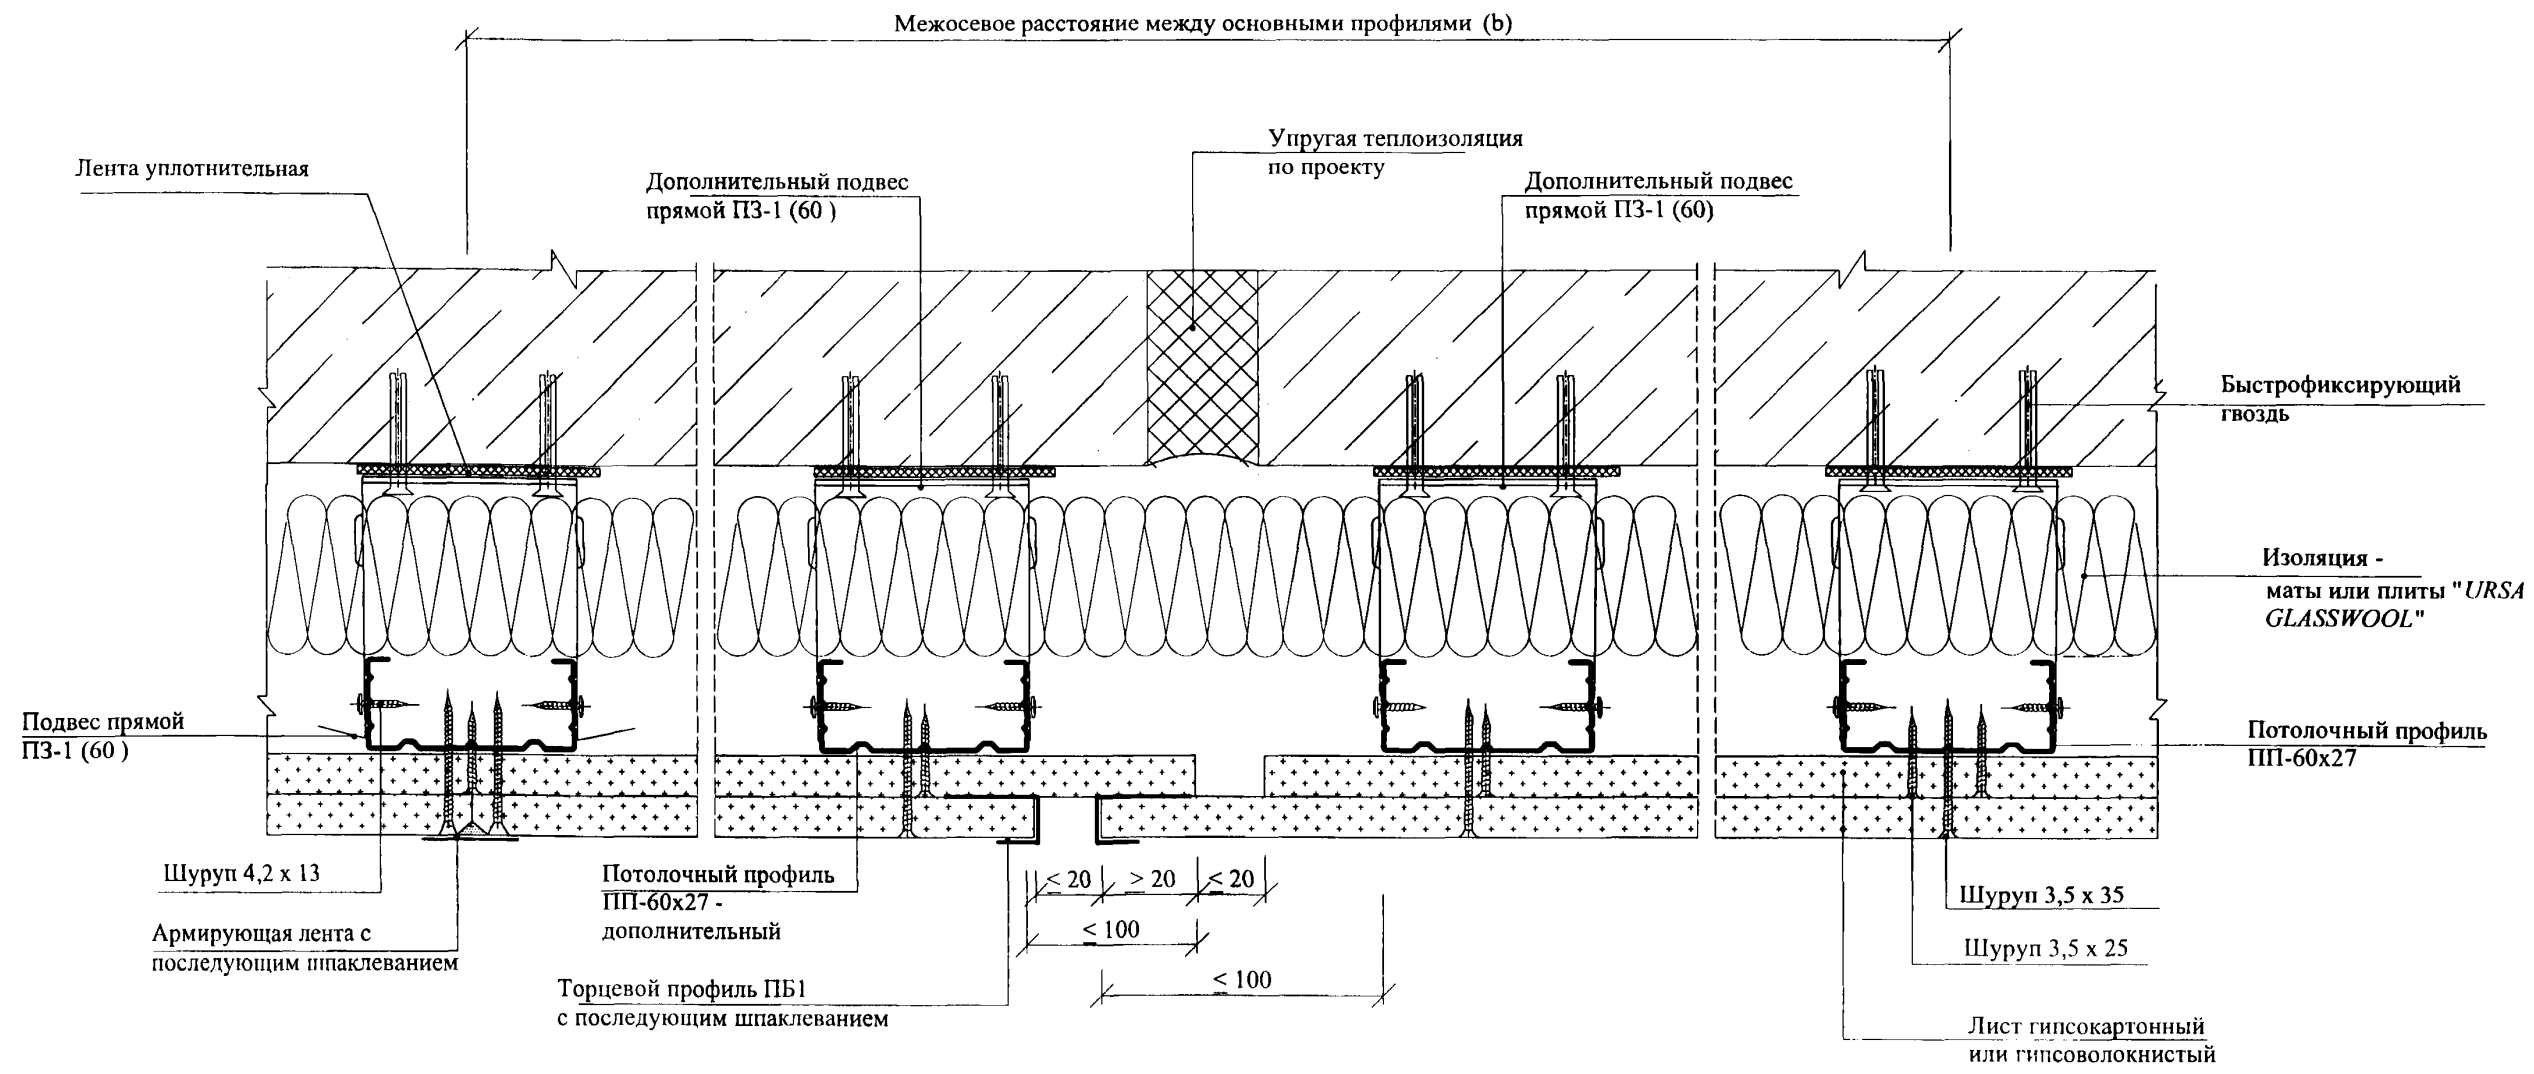 Межосевое расстояние между основными профилями (b)
Упругая теплоизоляция
по проекту
Лента уплотнительная
Дополнительный подвес
прямой ПЗ-1 (60 )
Дополнительный подвес
прямой ПЗ-1 (60)
Быстрофиксирующий
гвоздь
Изоляция -
маты или плиты "URSA
GLASSWOOL"
Подвес прямой
ПЗ-1 (60 )
Потолочный профиль
ПП-60х27
Шуруп 4,2 х 13
Потолочный профиль
ПП-60х27 -
дополнительный
≤ 20
≥ 20
≤ 20
≤ 100
≤ 100
Шуруп 3,5 х 35
Шуруп 3,5 х 25
Армирующая лента с
последующим шпаклеванием
Торцевой профиль ПБ1
с последующим шпаклеванием
Лист гипсокартонный
или гипсоволокнистый